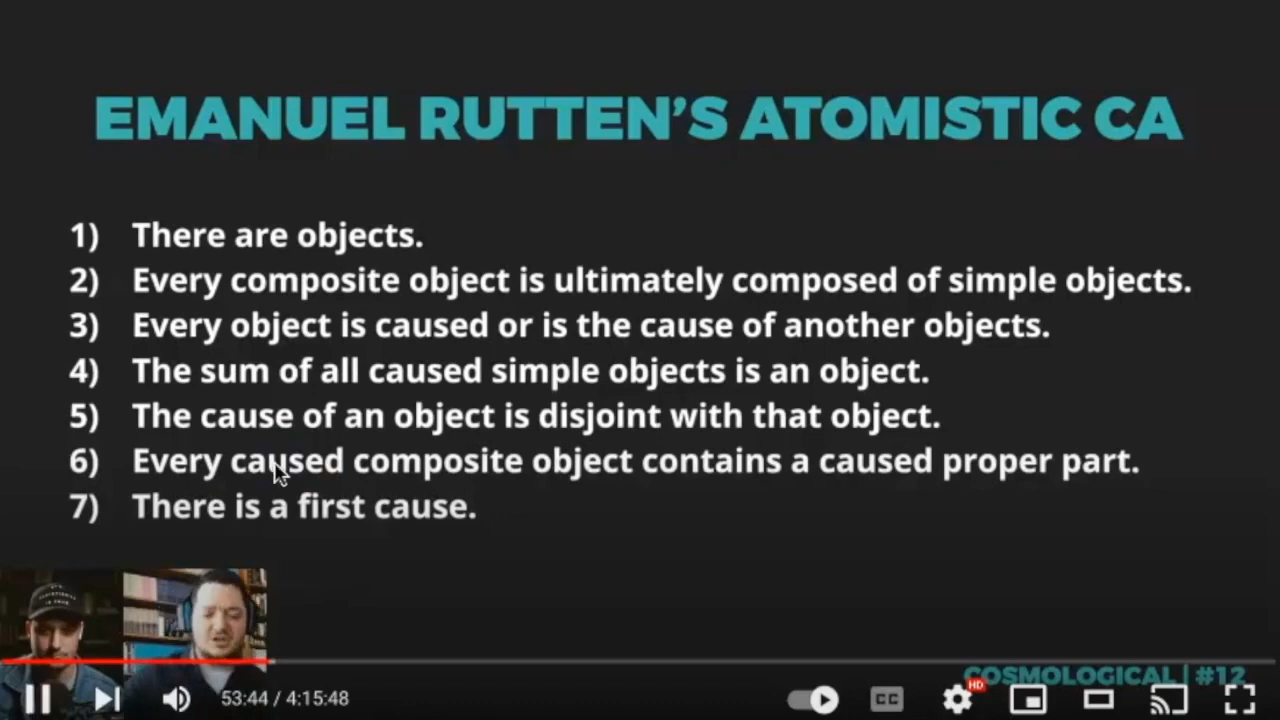 EMANUEL RUTTEN'S ATOMISTIC CA
1) There are objects.
2) Every composite object is ultimately composed of simple objects.
3) Every object is caused or is the cause of another objects.
4) The sum of all caused simple objects is an object.
5) The cause of an object is disjoint with that object.
6) Every caused composite object contains a caused proper part.
7) There is a first cause.
COSMOLOGICAL | #12
53:44 / 4:15:48
CC
HD